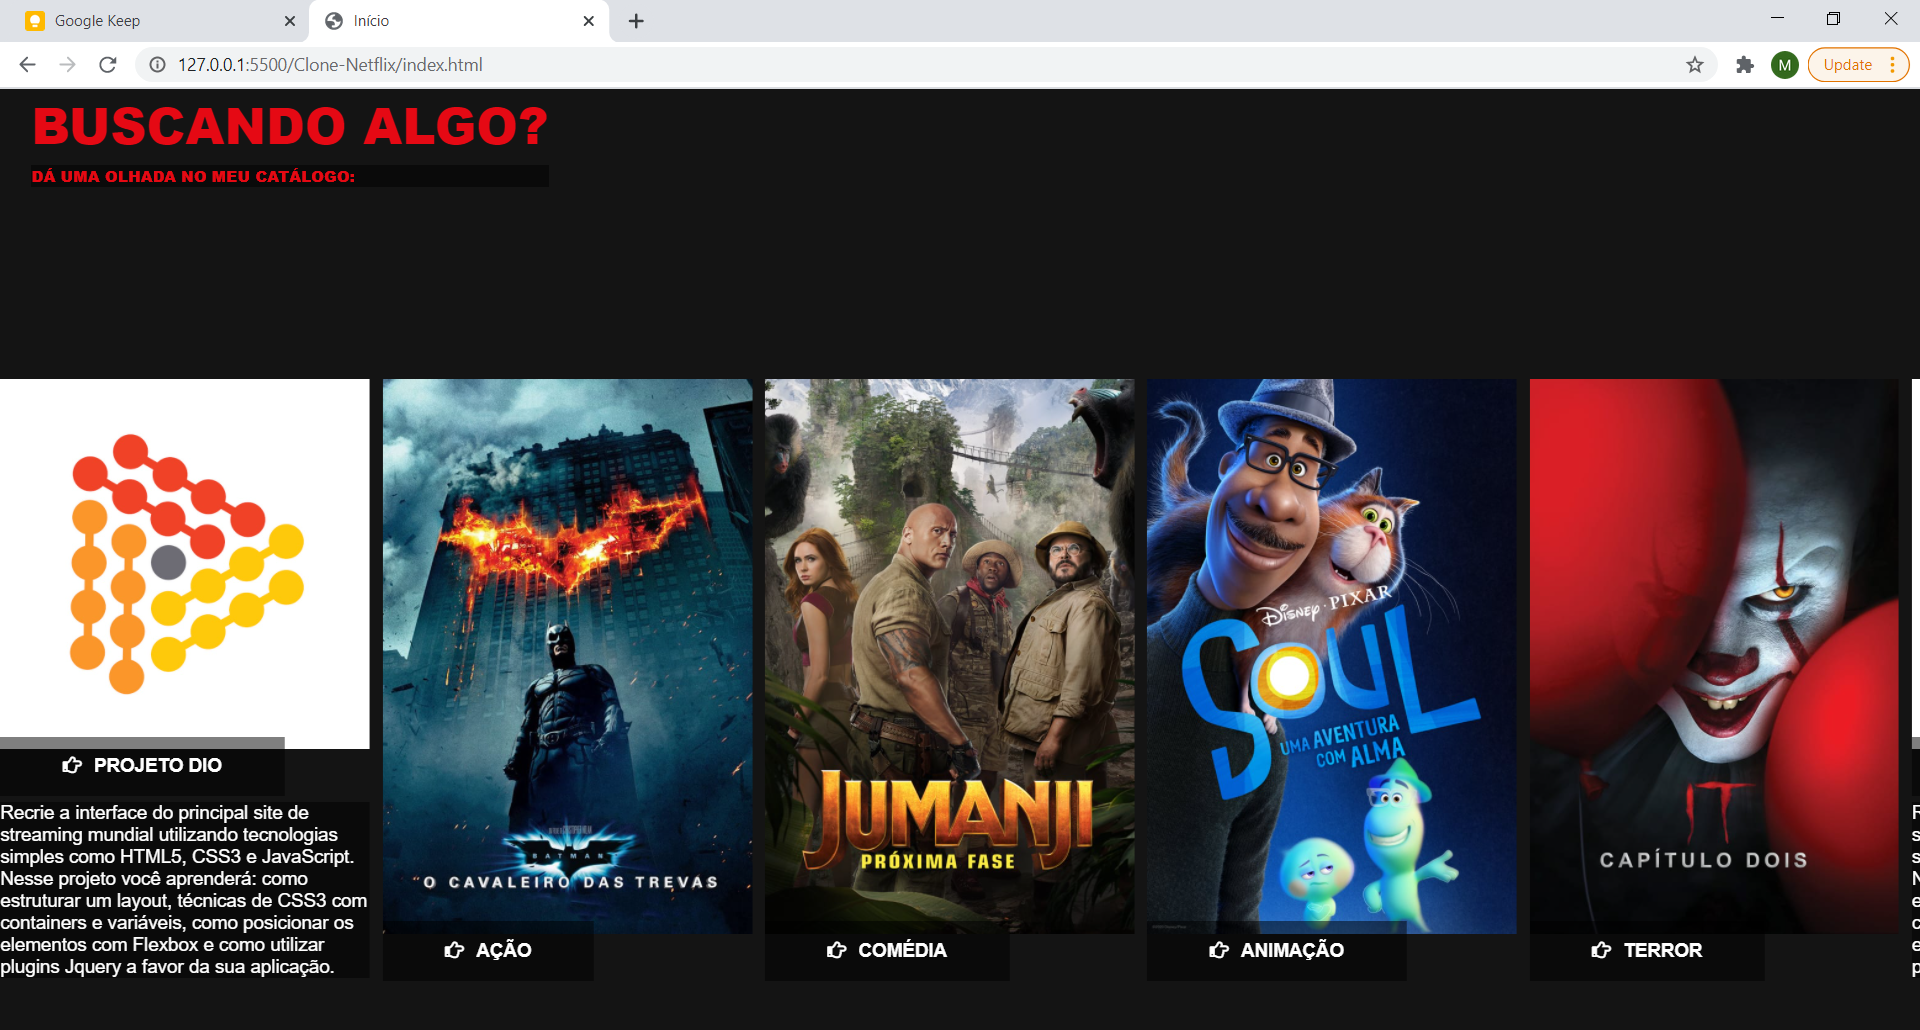 Google Keep
Início
127.0.0.1:5500/Clone-Netflix/index.html
M
Update
BUSCANDO ALGO?
DÁ UMA OLHADA NO MEU CATÁLOGO:
PROJETO DIO
Recrie a interface do principal site de
streaming mundial utilizando tecnologias
simples como HTML5, CSS3 e JavaScript.
Nesse projeto você aprenderá: como
estruturar um layout, técnicas de CSS3 com
containers e variáveis, como posicionar os
elementos com Flexbox e como utilizar
plugins Jquery a favor da sua aplicação.
BATMAN
O CAVALEIRO DAS TREVAS
AÇÃO
JUMANJI
PRÓXIMA FASE
COMÉDIA
DISNEY · PIXAR
SOUL
UMA AVENTURA
COM ALMA
ANIMAÇÃO
IT
CAPÍTULO DOIS
TERROR